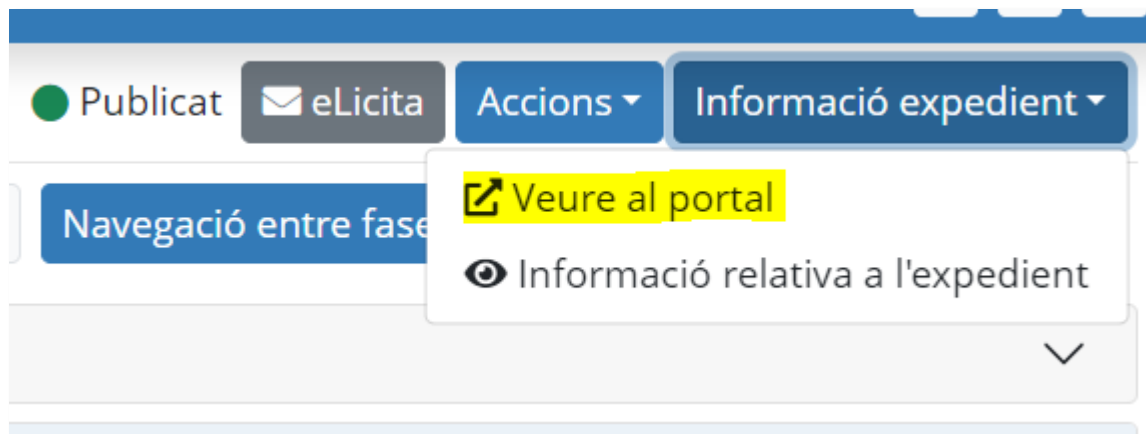 Publicat eLicita Accions Informació expedient
Veure al portal
Navegació entre fase
Informació relativa a l'expedient